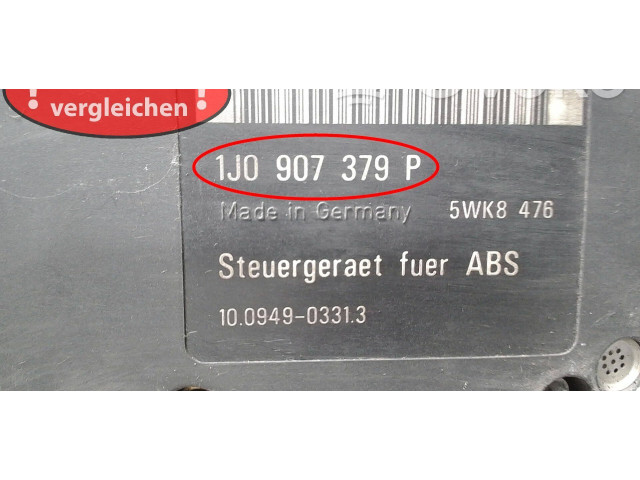 ! vergleichen !
1J0 907 379 P
Made in Germany 5WK8 476
Steuergeraet fuer ABS
10.0949-0331.3